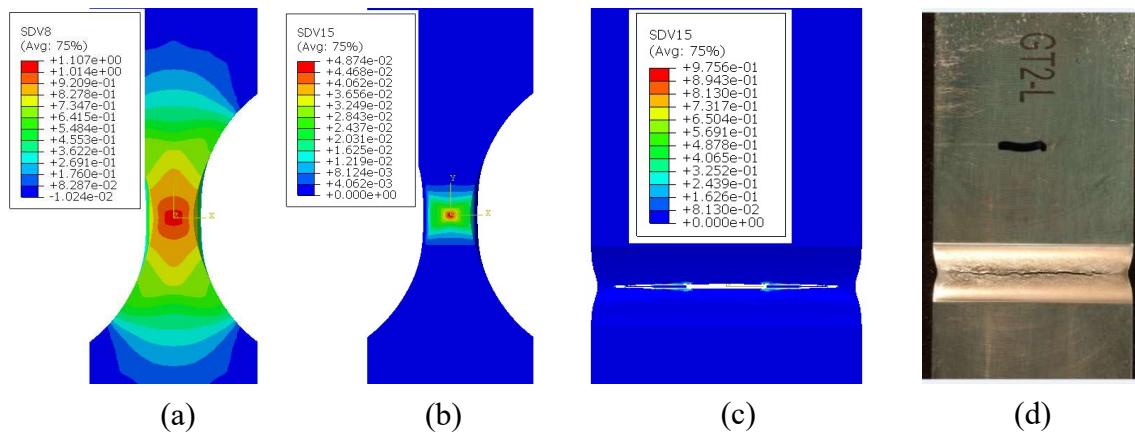 SDV8
(Avg: 75%)
+1.107e+00
+1.014e+00
+9.209e-01
+8.278e-01
+7.347e-01
+6.415e-01
+5.484e-01
+4.553e-01
+3.622e-01
+2.691e-01
+1.760e-01
+8.287e-02
-1.024e-02
X
SDV15
(Avg: 75%)
+4.874e-02
+4.468e-02
+4.062e-02
+3.656e-02
+3.249e-02
+2.843e-02
+2.437e-02
+2.031e-02
+1.625e-02
+1.219e-02
+8.124e-03
+4.062e-03
+0.000e+00
Y
X
SDV15
(Avg: 75%)
+9.756e-01
+8.943e-01
+8.130e-01
+7.317e-01
+6.504e-01
+5.691e-01
+4.878e-01
+4.065e-01
+3.252e-01
+2.439e-01
+1.626e-01
+8.130e-02
+0.000e+00
GT2-L
(a)
(b)
(c)
(d)